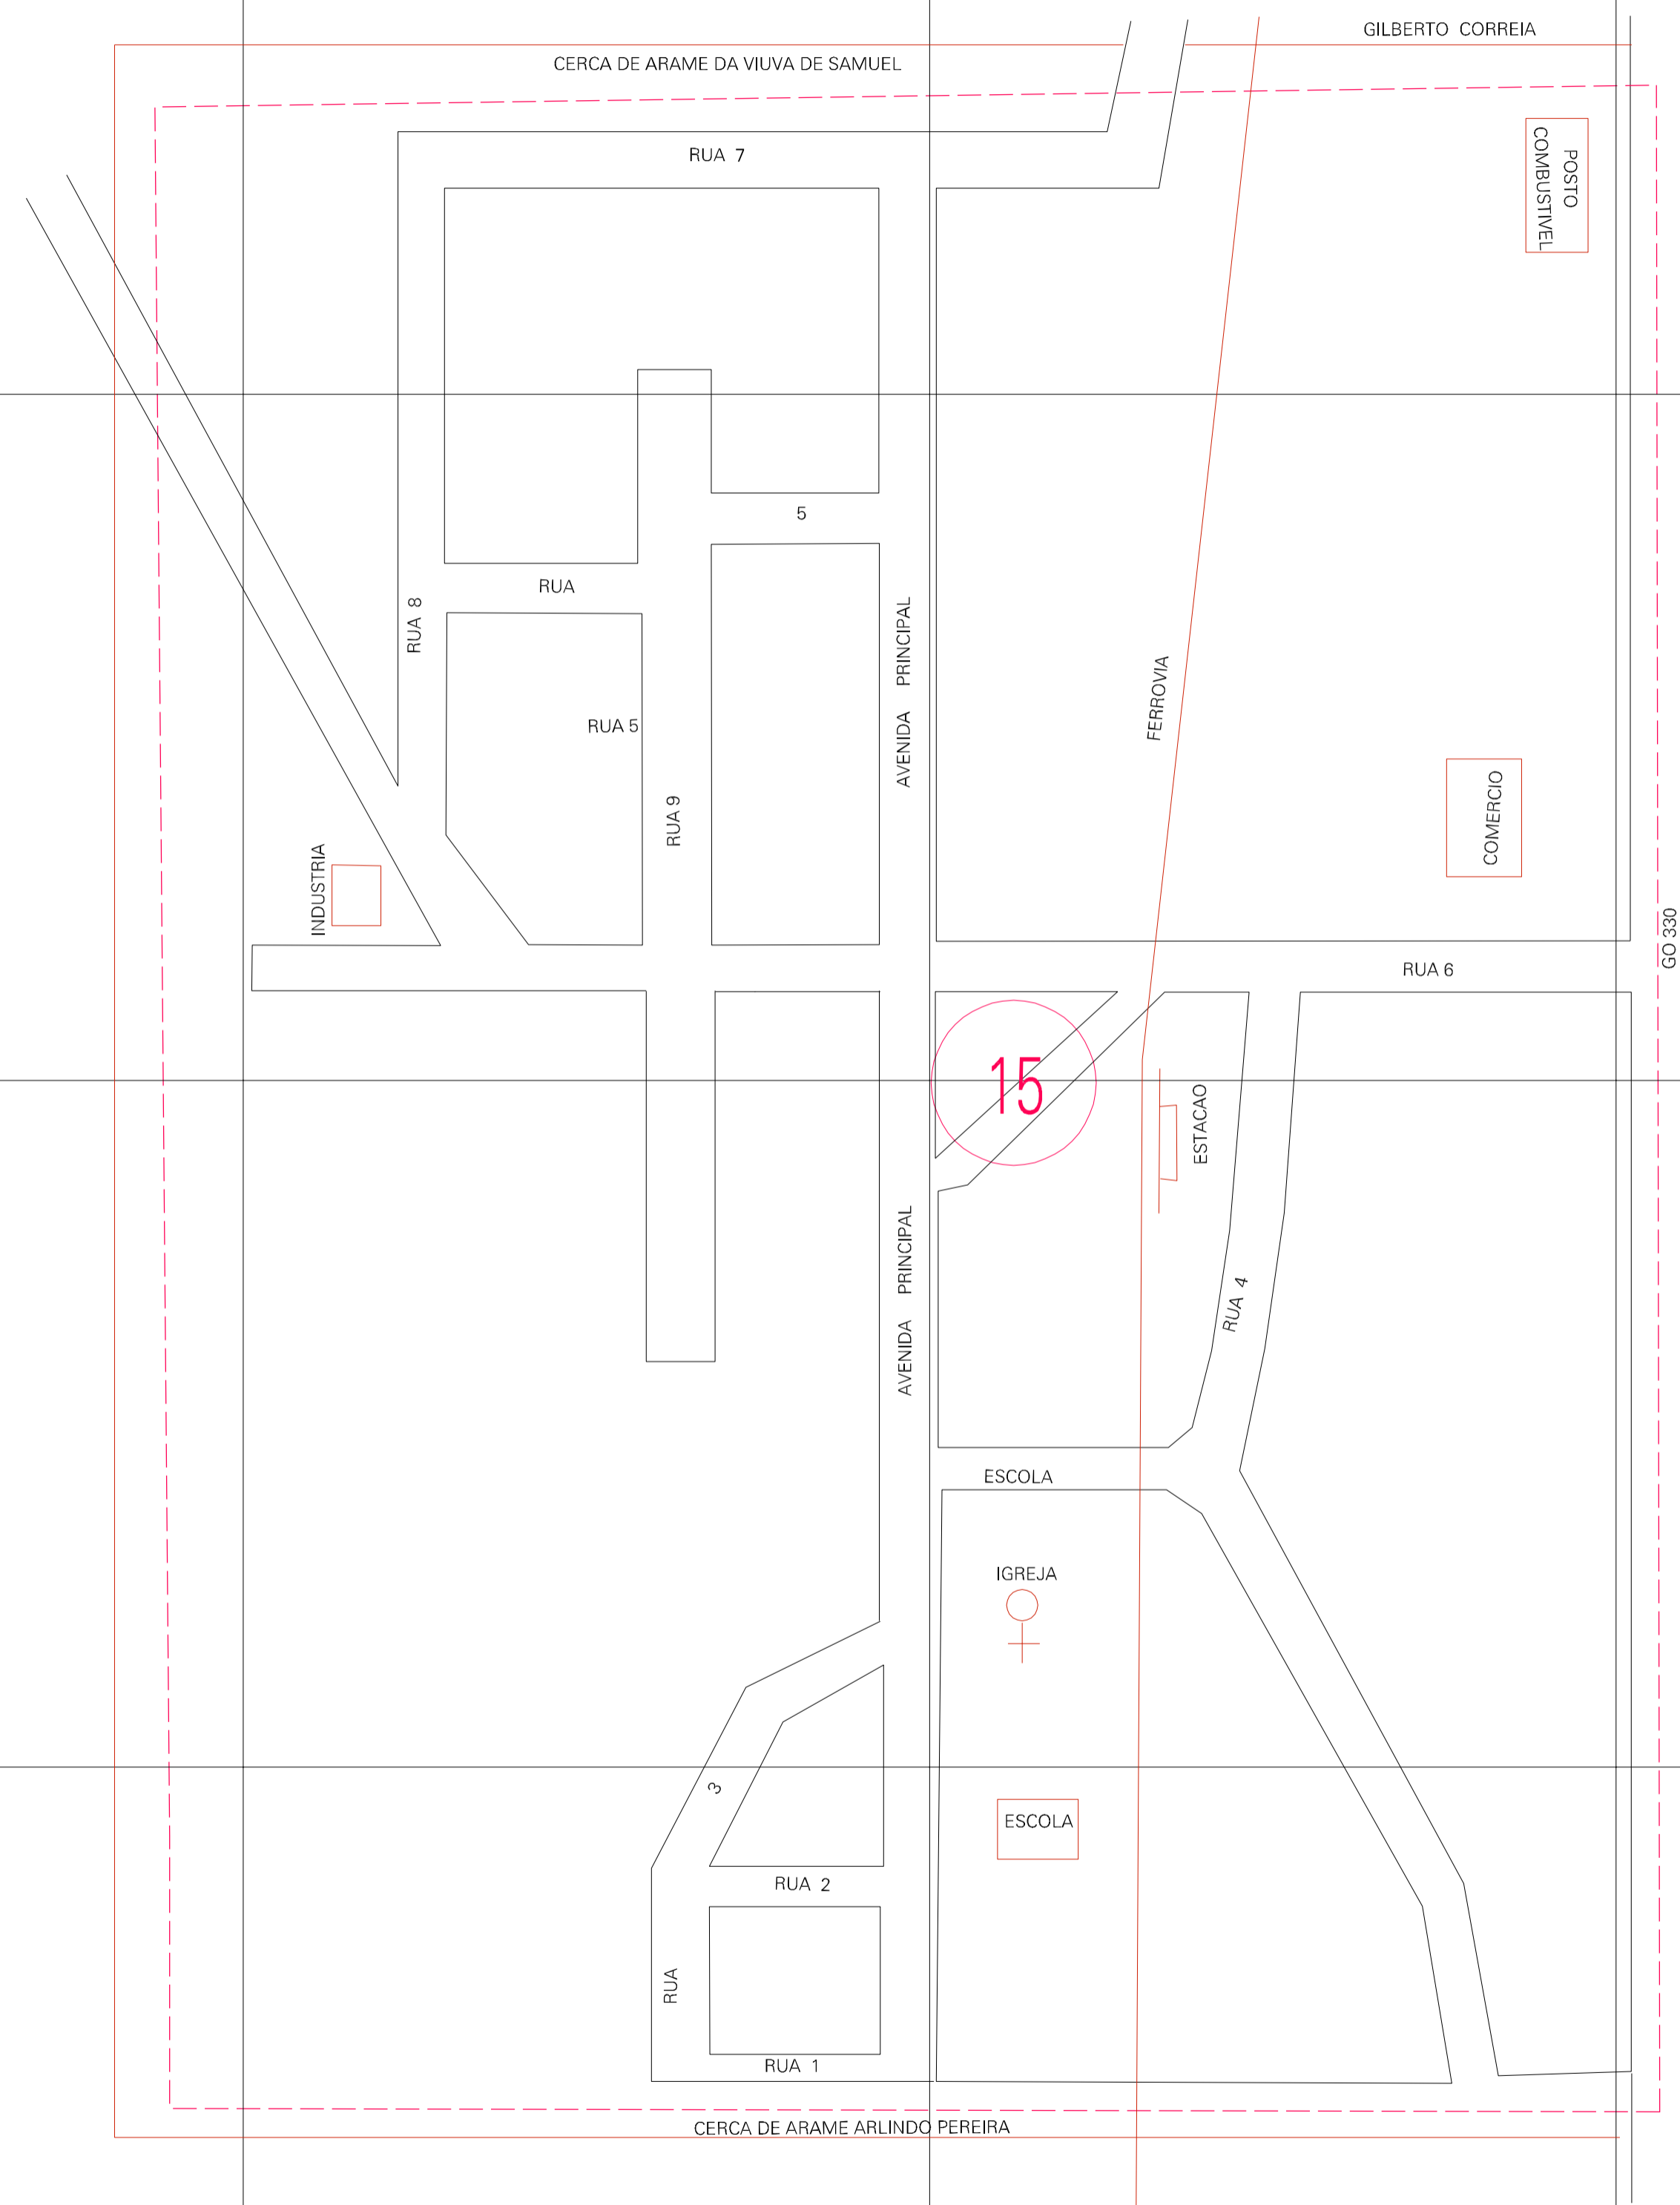 GILBERTO CORREIA
CERCA DE ARAME DA VIUVA DE SAMUEL
RUA 7
POSTO
COMBUSTIVEL
5
RUA
RUA 8
AVENIDA PRINCIPAL
FERROVIA
RUA 5
RUA 9
COMERCIO
INDUSTRIA
GO 330
RUA 6
15
ESTACAO
AVENIDA PRINCIPAL
RUA 4
ESCOLA
IGREJA
3
ESCOLA
RUA 2
RUA
RUA 1
CERCA DE ARAME ARLINDO PEREIRA